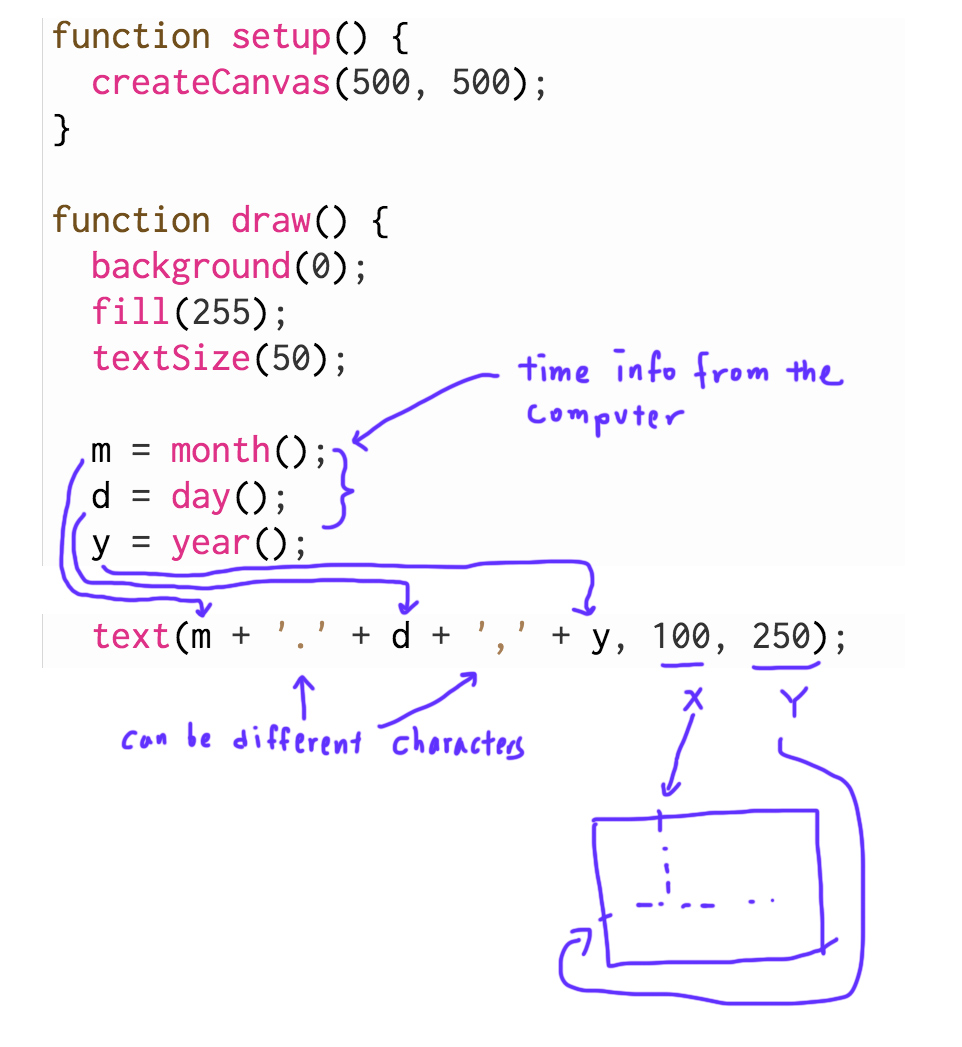 function setup() {
  createCanvas(500, 500);
}
function draw() {
  background(0);
  fill(255);
  textSize(50);
time info from the
computer
  m = month();
  d = day();
  y = year();
  text(m + '.' + d + ',' + y, 100, 250);
X Y
can be different characters